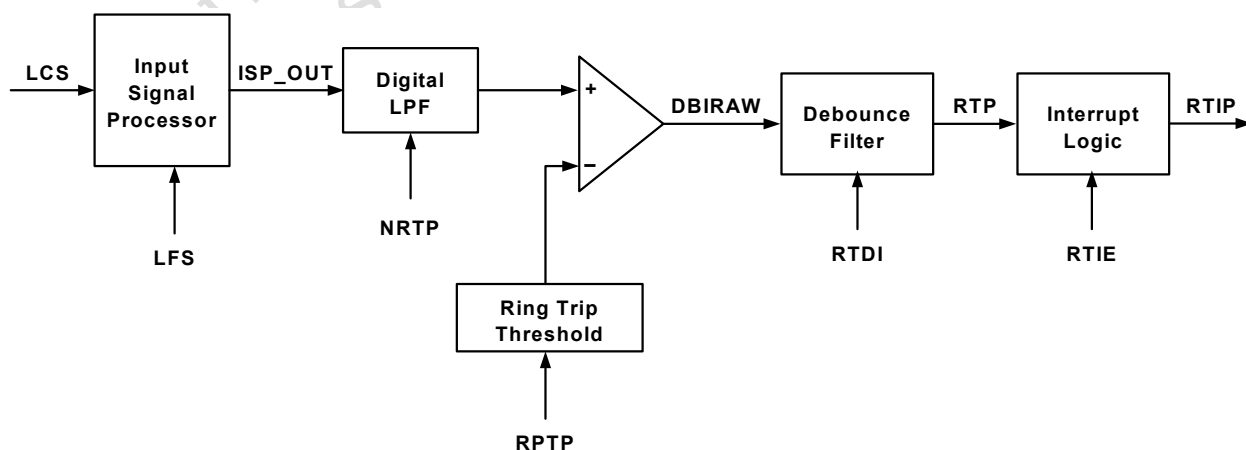 LCS
Input
Signal
Processor
LFS
ISP_OUT
Digital
LPF
NRTP
+
−
Ring Trip
Threshold
RPTP
DBIRAW
Debounce
Filter
RTDI
RTP
Interrupt
Logic
RTIE
RTIP